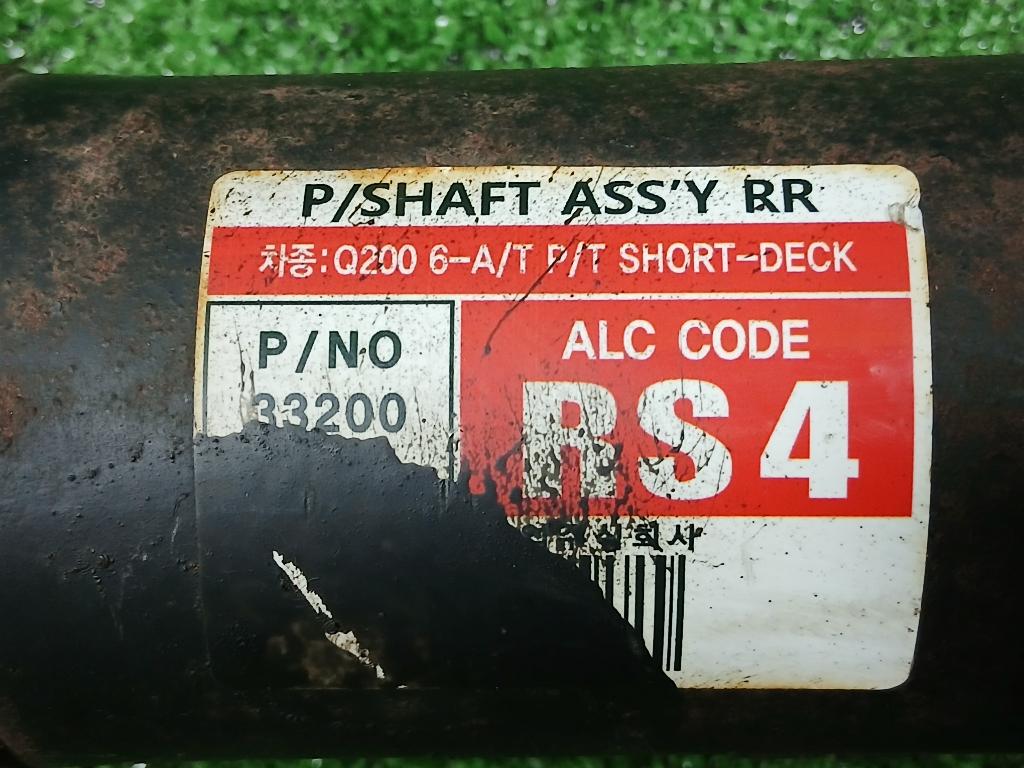 P/SHAFT ASS'Y RR
차종:Q200 6-A/T P/T SHORT-DECK
P/NO
33200
ALC CODE
RS4